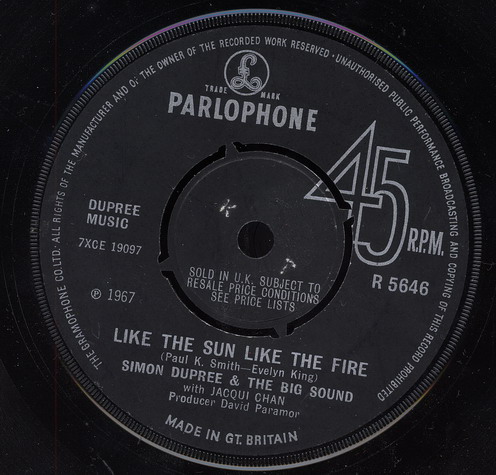 THE GRAMOPHONE CO.LTD.· ALL RIGHTS OF THE MANUFACTURER AND OF THE OWNER OF THE RECORDED WORK RESERVED · UNAUTHORISED PUBLIC PERFORMANCE BROADCASTING AND COPYING OF THIS RECORD PROHIBITED
£
TRADE MARK
PARLOPHONE
45 R.P.M.
DUPREE
MUSIC
7XCE 19097
R 5646
SOLD IN U.K. SUBJECT TO
RESALE PRICE CONDITIONS
SEE PRICE LISTS
℗ 1967
LIKE THE SUN LIKE THE FIRE
(Paul K. Smith—Evelyn King)
SIMON DUPREE & THE BIG SOUND
with JACQUI CHAN
Producer David Paramor
MADE IN GT. BRITAIN